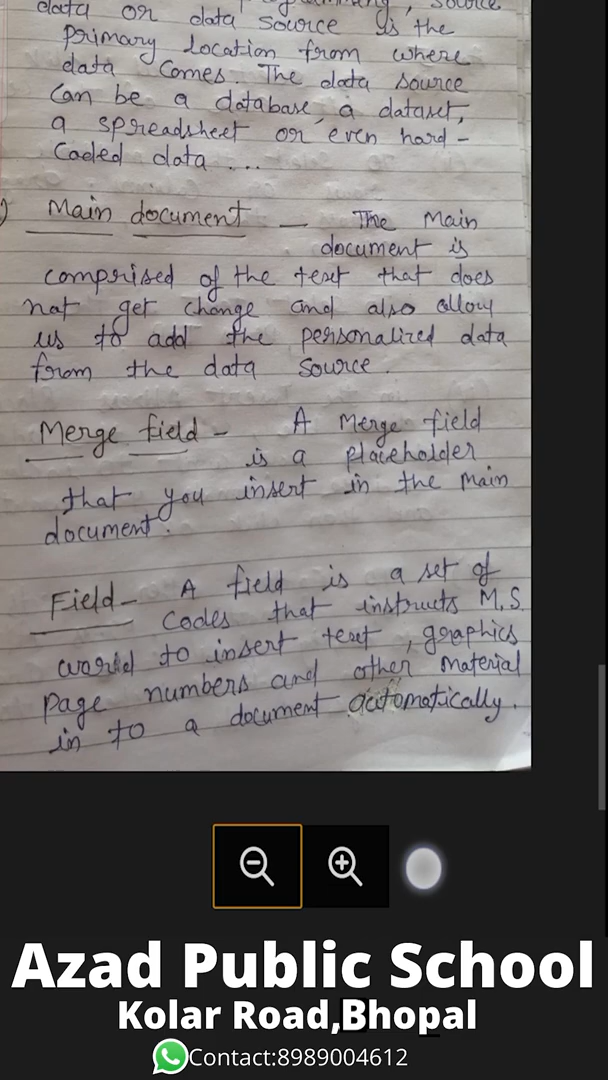 source
data or data source is the
primary location from where
data comes. The data source
can be a database, a dataset,
a spreadsheet or even hard-
coded data ...
Main document — The Main
document is
comprised of the text that does
not get change and also allow
us to add the personalized data
from the data source.
Merge field - A Merge field
is a placeholder
that you insert in the Main
document.
Field- A field is a set of
codes that instructs M.S.
world to insert text, graphics
page numbers and other material
in to a document automatically.
Azad Public School
Kolar Road,Bhopal
Contact:8989004612